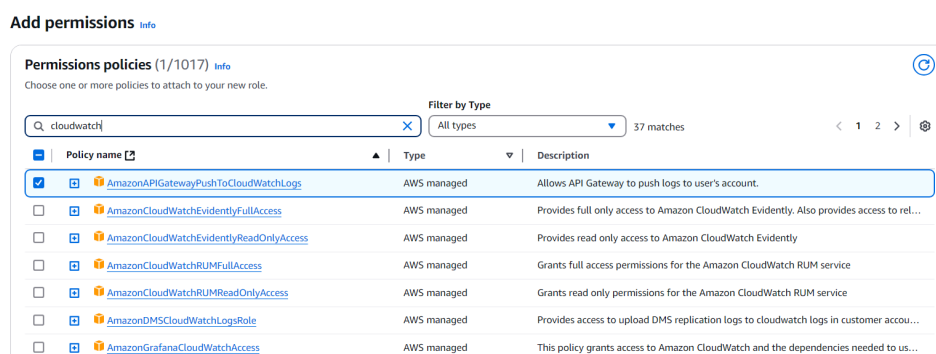 Add permissions Info
Permissions policies (1/1017) Info
Choose one or more policies to attach to your new role.
Filter by Type
cloudwatch All types 37 matches 1 2
Policy name Type Description
AmazonAPIGatewayPushToCloudWatchLogs AWS managed Allows API Gateway to push logs to user's account.
AmazonCloudWatchEvidentlyFullAccess AWS managed Provides full only access to Amazon CloudWatch Evidently. Also provides access to rel...
AmazonCloudWatchEvidentlyReadOnlyAccess AWS managed Provides read only access to Amazon CloudWatch Evidently
AmazonCloudWatchRUMFullAccess AWS managed Grants full access permissions for the Amazon CloudWatch RUM service
AmazonCloudWatchRUMReadOnlyAccess AWS managed Grants read only permissions for the Amazon CloudWatch RUM service
AmazonDMSCloudWatchLogsRole AWS managed Provides access to upload DMS replication logs to cloudwatch logs in customer accou...
AmazonGrafanaCloudWatchAccess AWS managed This policy grants access to Amazon CloudWatch and the dependencies needed to us...